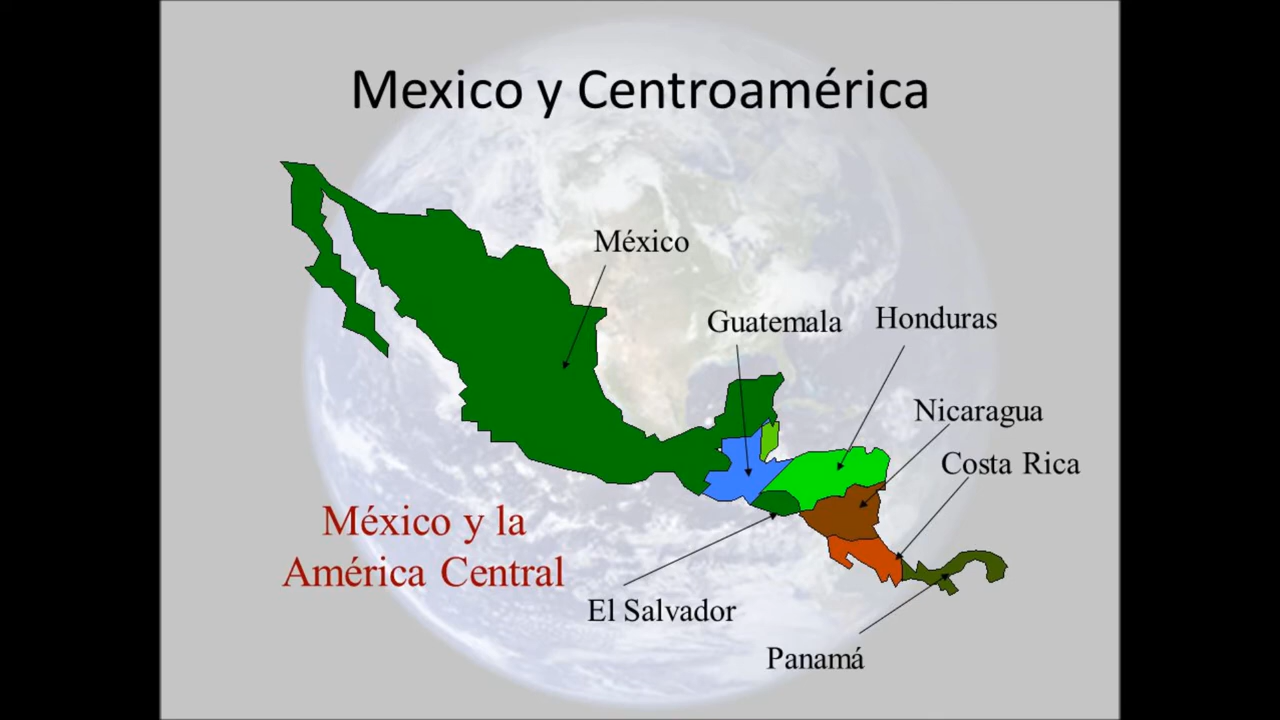 Mexico y Centroamérica
México
Guatemala
Honduras
Nicaragua
Costa Rica
México y la
América Central
El Salvador
Panamá